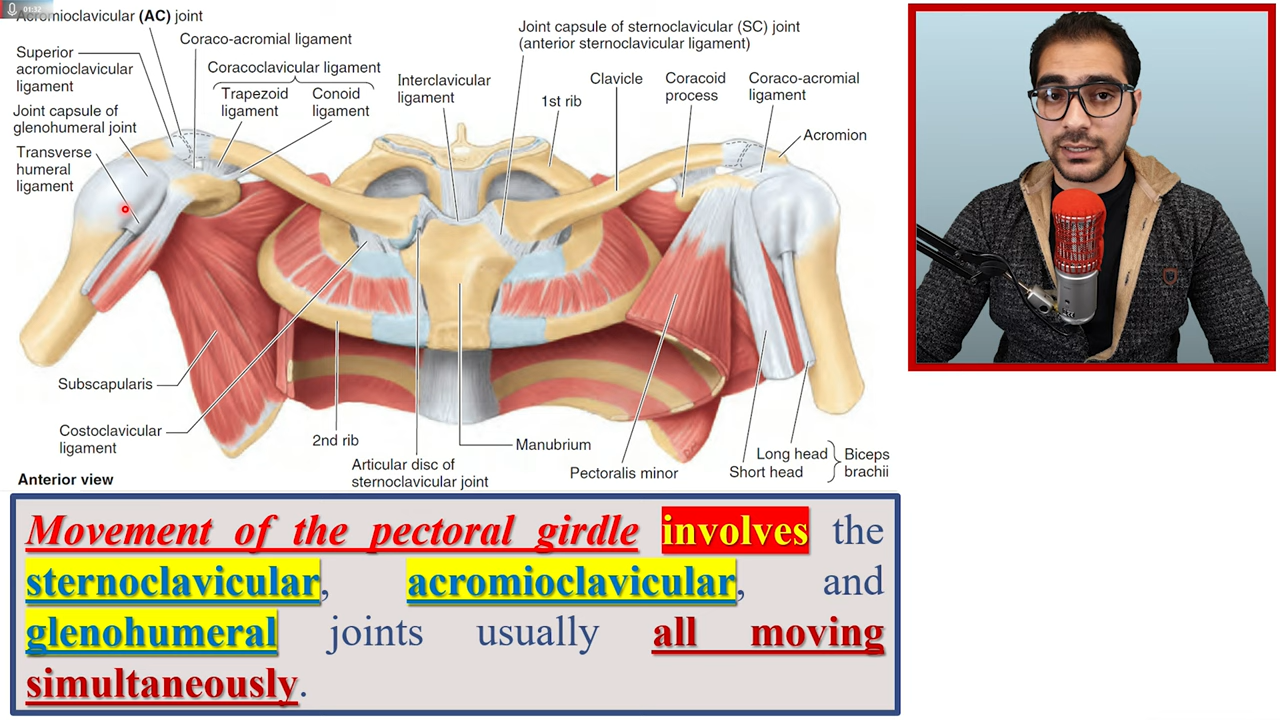 01:32
Acromioclavicular (AC) joint
Coraco-acromial ligament
Superior
acromioclavicular
ligament
Coracoclavicular ligament
Trapezoid
ligament
Conoid
ligament
Joint capsule of
glenohumeral joint
Transverse
humeral
ligament
Interclavicular
ligament
Joint capsule of sternoclavicular (SC) joint
(anterior sternoclavicular ligament)
1st rib
Clavicle
Coracoid
process
Coraco-acromial
ligament
Acromion
Subscapularis
Costoclavicular
ligament
2nd rib
Articular disc of
sternoclavicular joint
Manubrium
Pectoralis minor
Long head
Short head
Biceps
brachii
Anterior view
Movement of the pectoral girdle involves the
sternoclavicular, acromioclavicular, and
glenohumeral joints usually all moving
simultaneously.